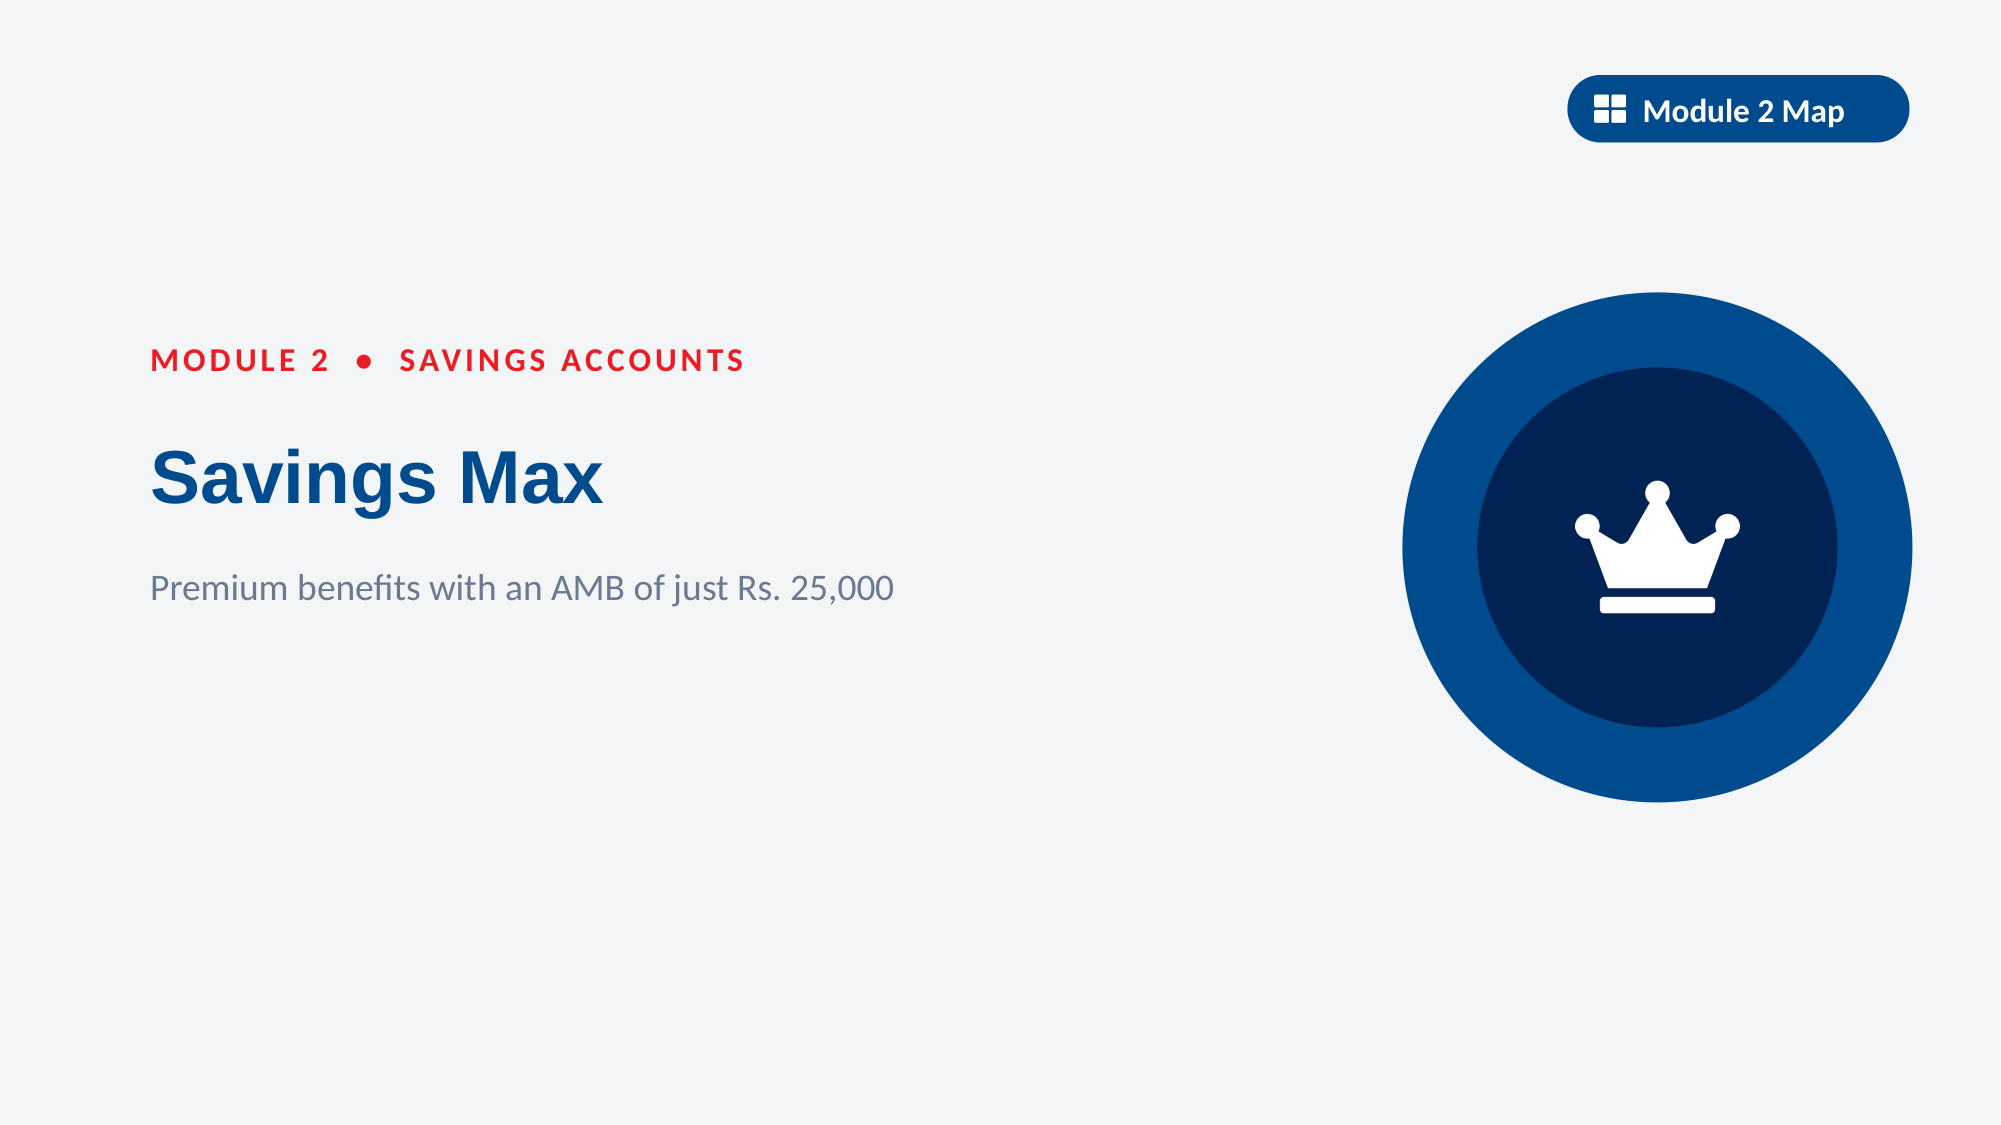 Module 2 Map
MODULE 2 ● SAVINGS ACCOUNTS
Savings Max
Premium benefits with an AMB of just Rs. 25,000